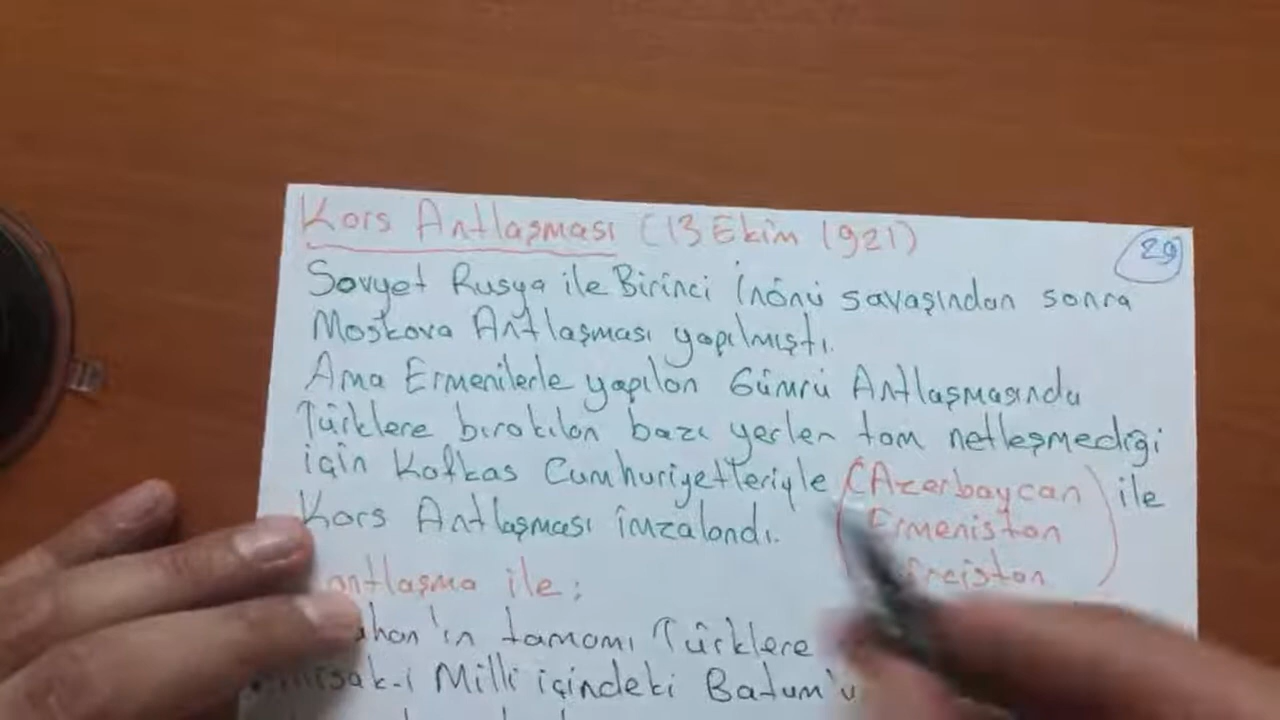 Kars Antlaşması (13 Ekim 1921)
29
Sovyet Rusya ile Birinci İnönü savaşından sonra
Moskova Antlaşması yapılmıştı.
Ama Ermenilerle yapılan Gümrü Antlaşmasında
Türklere bırakılan bazı yerler tam netleşmediği
için Kafkas Cumhuriyetleriyle (Azerbaycan ile
Ermenistan
Kars Antlaşması imzalandı.
antlaşma ile:
tamamı Türklere
Milli içindeki Batum'u